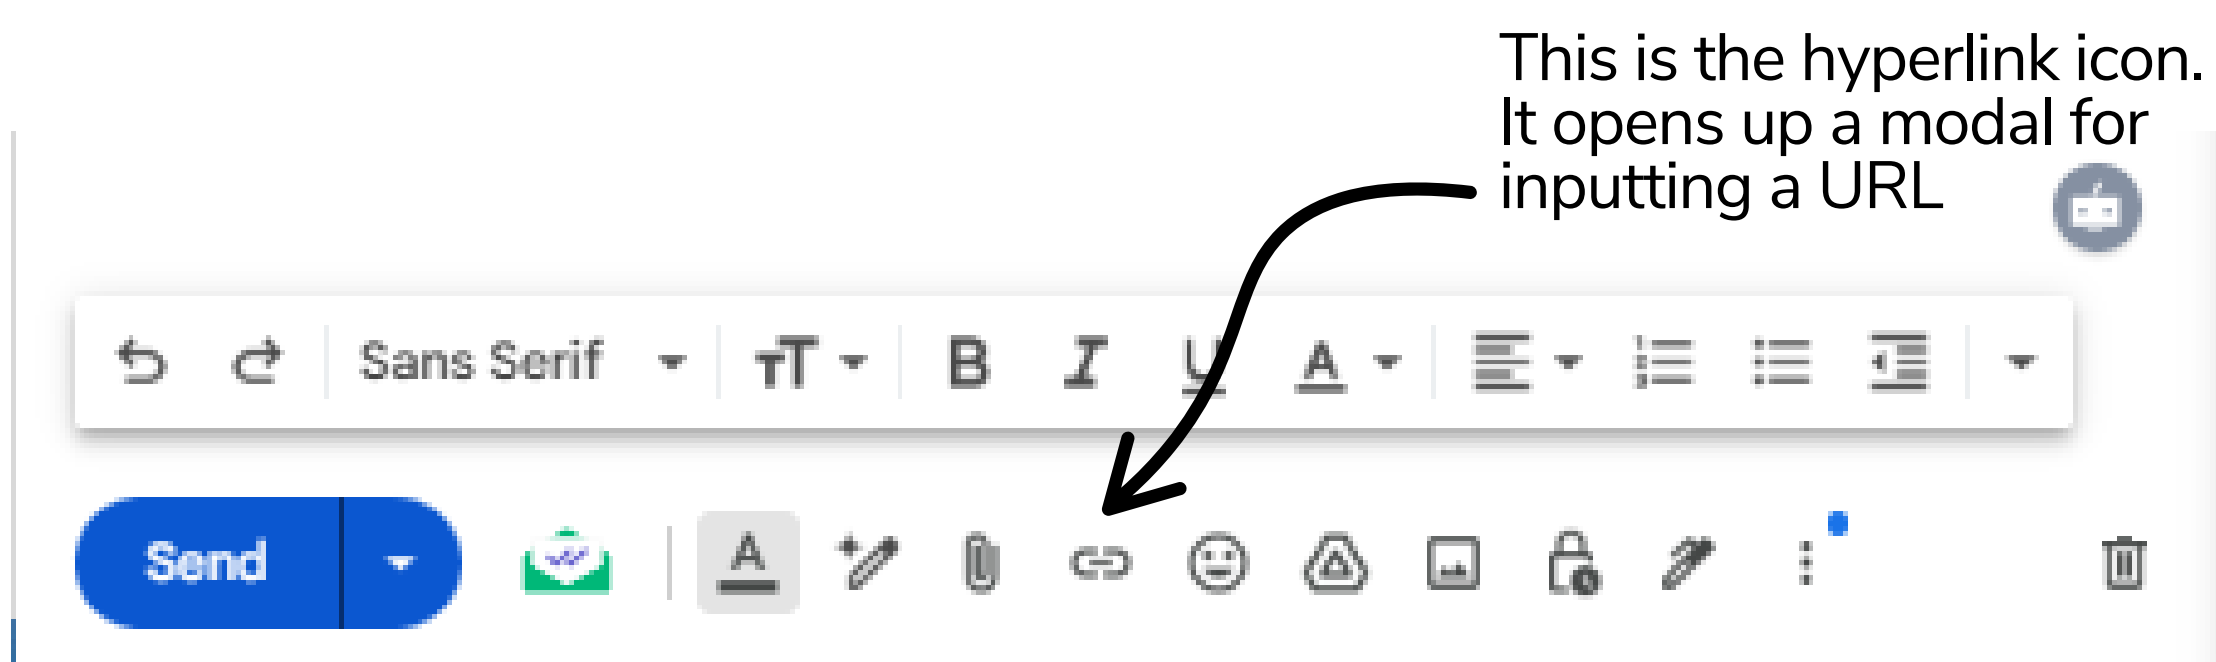 This is the hyperlink icon.
It opens up a modal for
inputting a URL
Sans Serif
Send